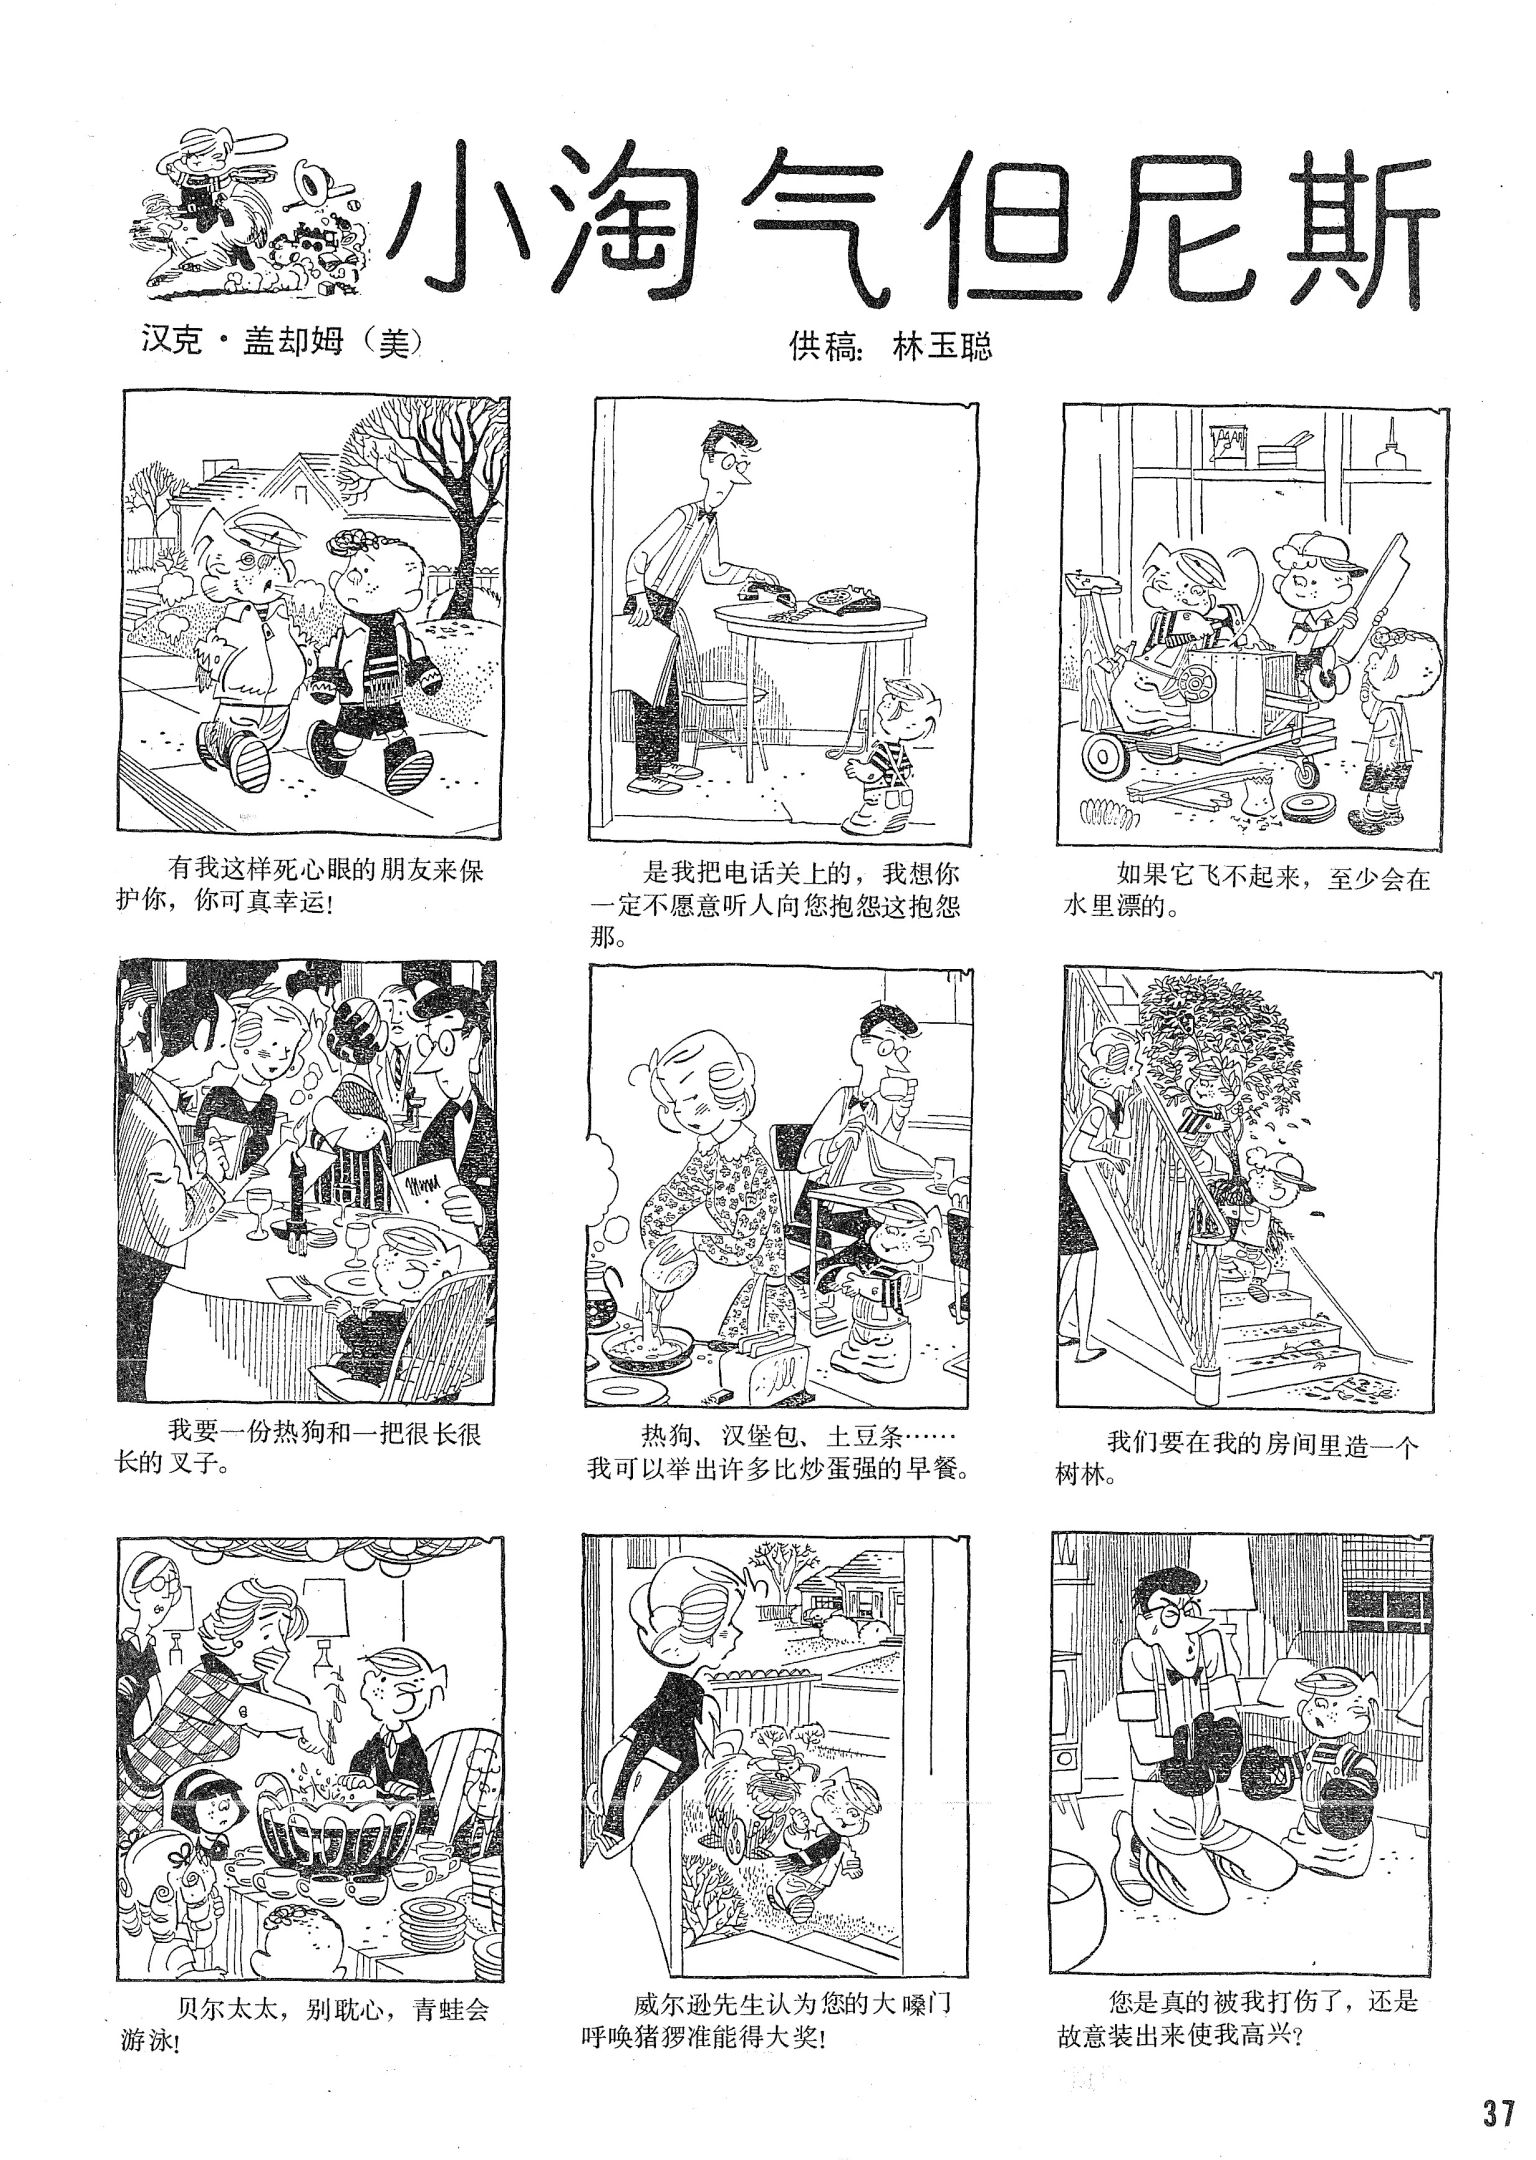 小淘气但尼斯
汉克·盖却姆（美）
供稿：林玉聪
有我这样死心眼的朋友来保
护你，你可真幸运！
是我把电话关上的，我想你
一定不愿意听人向您抱怨这抱怨
那。
如果它飞不起来，至少会在
水里漂的。
Menu
我要一份热狗和一把很长很
长的叉子。
热狗、汉堡包、土豆条……
我可以举出许多比炒蛋强的早餐。
我们要在我的房间里造一个
树林。
贝尔太太，别耽心，青蛙会
游泳！
威尔逊先生认为您的大嗓门
呼唤猪猡准能得大奖！
您是真的被我打伤了，还是
故意装出来使我高兴？
37